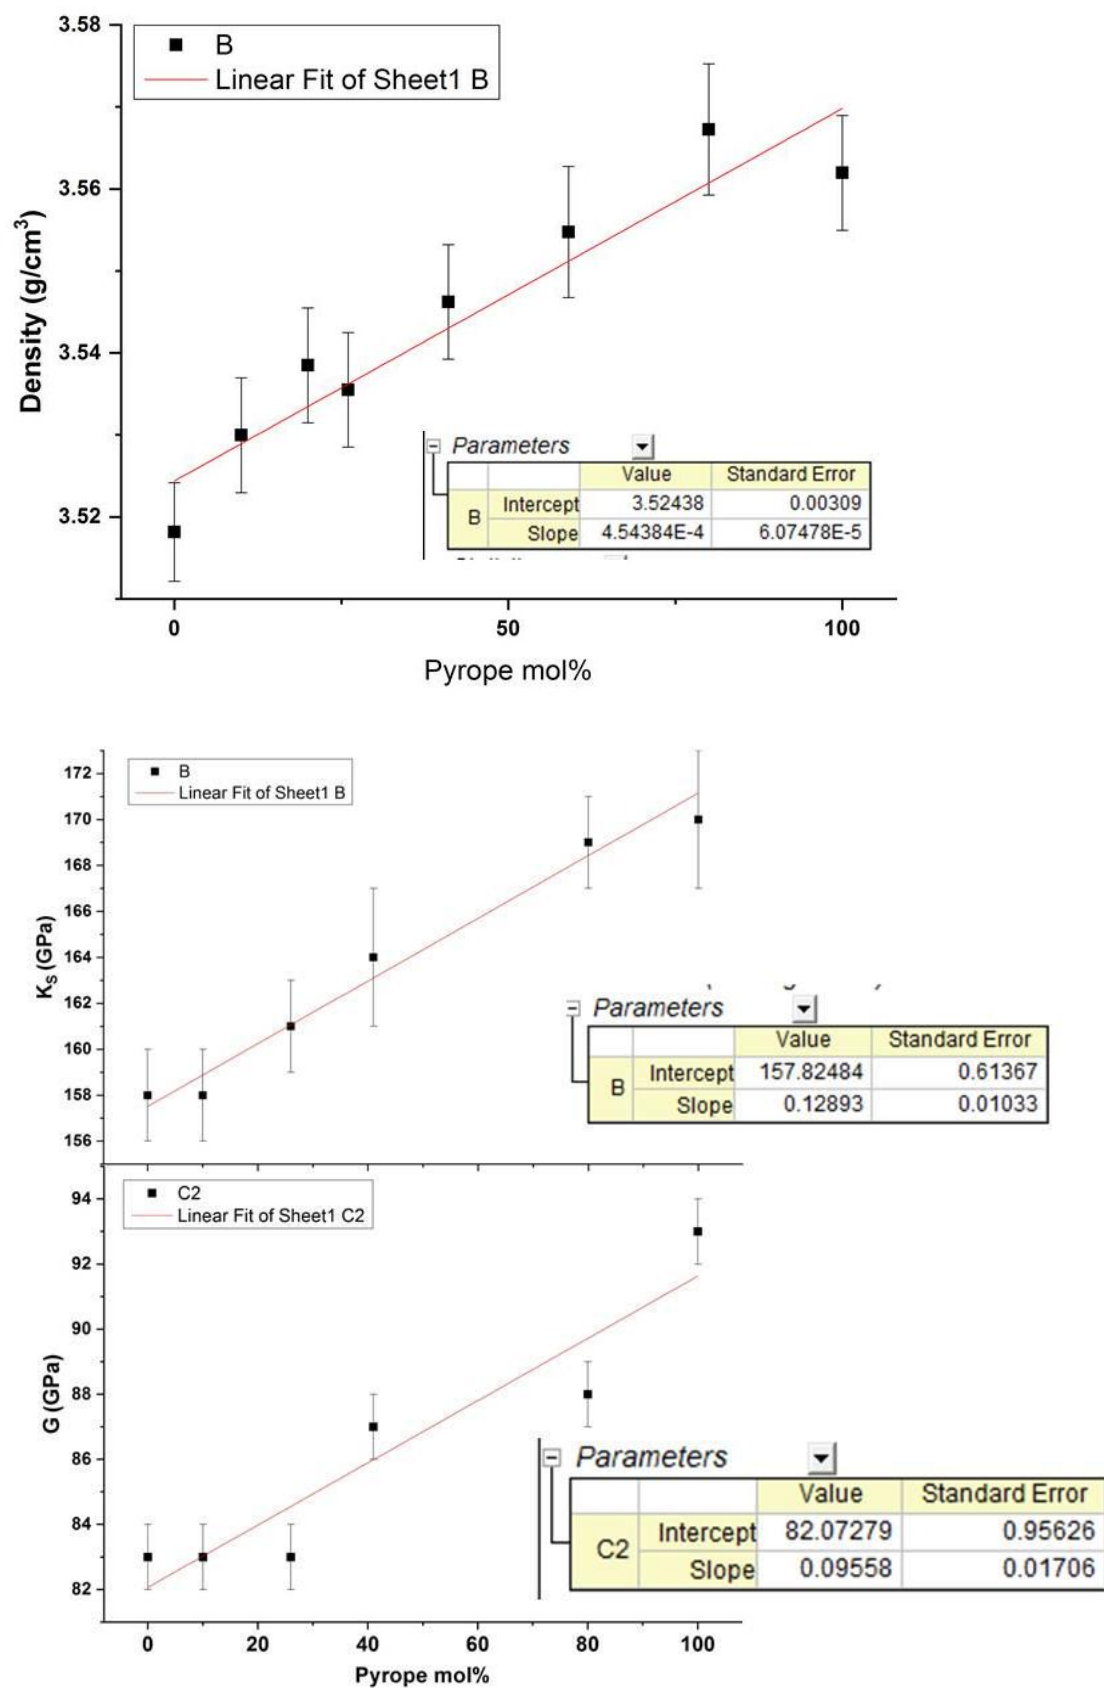 3.58
B
Linear Fit of Sheet1 B
3.56
3.54
3.52
Density (g/cm³)
Parameters
Value Standard Error
B Intercept 3.52438 0.00309
Slope 4.54384E-4 6.07478E-5
0 50 100
Pyrope mol%
B
Linear Fit of Sheet1 B
172
170
168
166
164
162
160
158
156
K_S (GPa)
Parameters
Value Standard Error
B Intercept 157.82484 0.61367
Slope 0.12893 0.01033
C2
Linear Fit of Sheet1 C2
94
92
90
88
86
84
82
G (GPa)
Parameters
Value Standard Error
C2 Intercept 82.07279 0.95626
Slope 0.09558 0.01706
0 20 40 60 80 100
Pyrope mol%